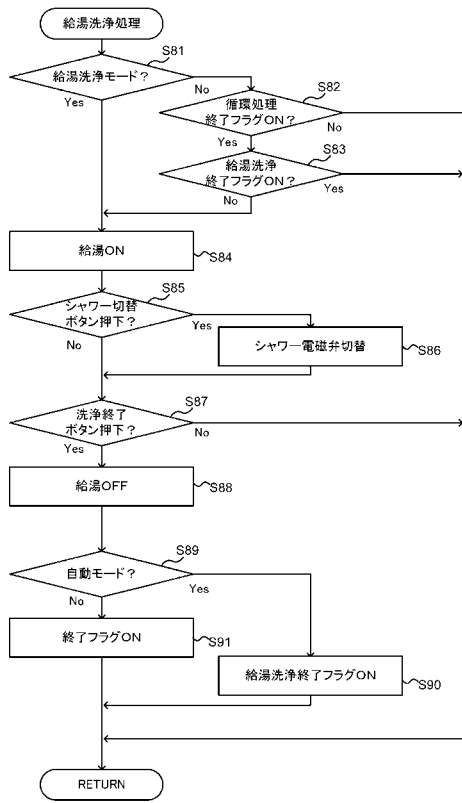 給湯洗浄処理
S81
給湯洗浄モード?
No
Yes
S82
循環処理
終了フラグON?
No
Yes
S83
給湯洗浄
終了フラグON?
Yes
No
給湯ON
S84
S85
シャワー切替
ボタン押下?
Yes
No
シャワー電磁弁切替
S86
S87
洗浄終了
ボタン押下?
No
Yes
給湯OFF
S88
S89
自動モード?
Yes
No
終了フラグON
S91
給湯洗浄終了フラグON
S90
RETURN